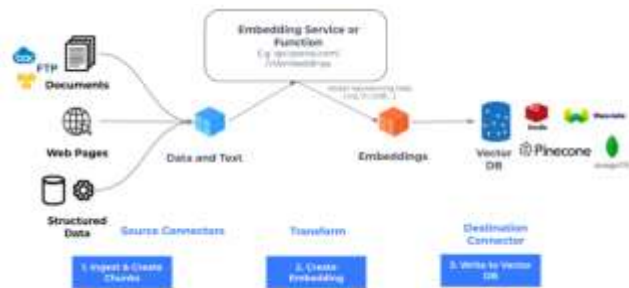 Embedding Service or
Function
FTP
Documents
Web Pages
Data and Text
Embeddings
Vector
DB
Redis
Pinecone
Structured
Data
Source Connectors
Transform
Destination
Connector
1. Ingest & Create
Chunks
2. Create
Embedding
3. Write to Vector
DB